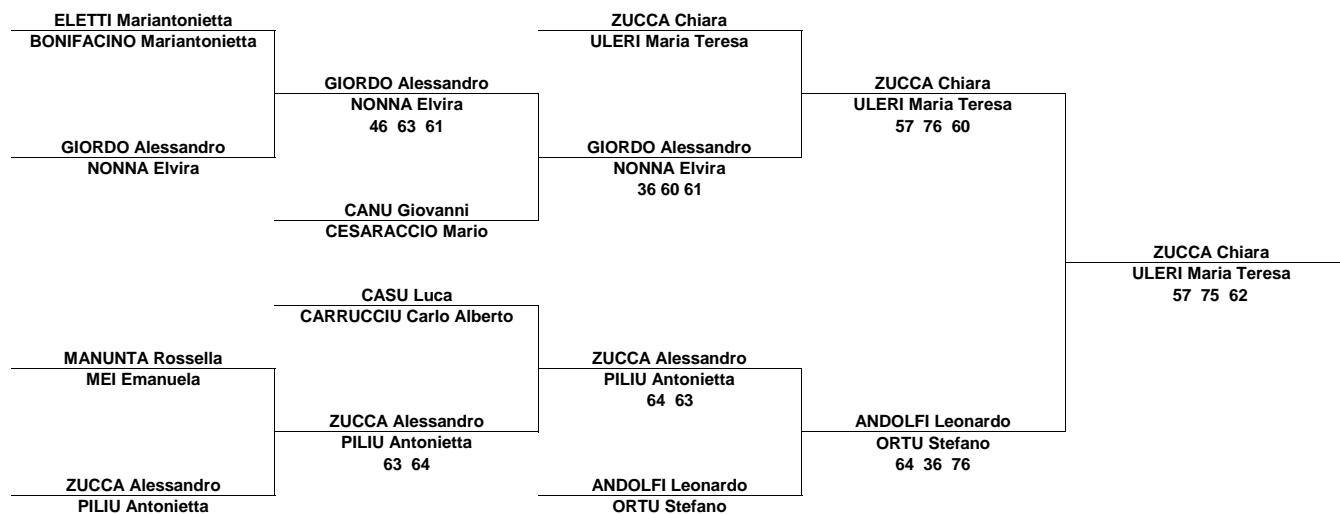 ELETTI Mariantonietta
BONIFACINO Mariantonietta
GIORDO Alessandro
NONNA Elvira
GIORDO Alessandro
NONNA Elvira
46 63 61
CANU Giovanni
CESARACCIO Mario
ZUCCA Chiara
ULERI Maria Teresa
GIORDO Alessandro
NONNA Elvira
36 60 61
ZUCCA Chiara
ULERI Maria Teresa
57 76 60
MANUNTA Rossella
MEI Emanuela
ZUCCA Alessandro
PILIU Antonietta
CASU Luca
CARRUCCIU Carlo Alberto
ZUCCA Alessandro
PILIU Antonietta
63 64
ZUCCA Alessandro
PILIU Antonietta
64 63
ANDOLFI Leonardo
ORTU Stefano
ANDOLFI Leonardo
ORTU Stefano
64 36 76
ZUCCA Chiara
ULERI Maria Teresa
57 75 62